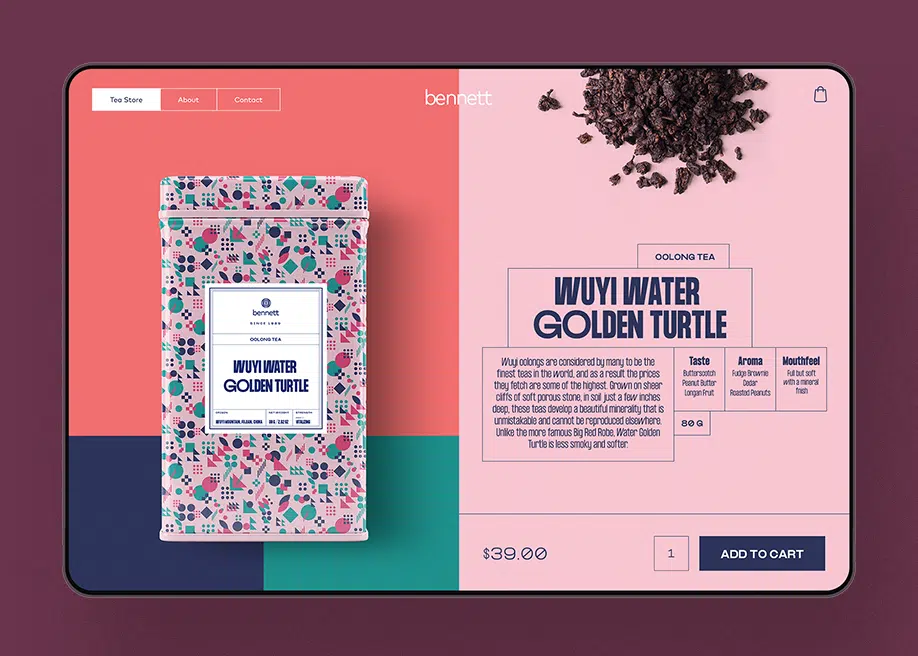 Tea Store
About
Contact
bennett
OOLONG TEA
WUYI WATER
GOLDEN TURTLE
Wuyi oolongs are considered by many to be the
finest teas in the world, and as a result the prices
they fetch are some of the highest. Grown on sheer
cliffs of soft porous stone, in soil just a few inches
deep, these teas develop a beautiful minerality that is
unmistakable and cannot be reproduced elsewhere.
Unlike the more famous Big Red Robe, Water Golden
Turtle is less smoky and softer.
Taste
Butterscotch
Peanut Butter
Longan Fruit
Aroma
Fudge Brownie
Cedar
Roasted Peanuts
Mouthfeel
Full but soft
with a mineral
finish
80 G
$39.00
1
ADD TO CART
bennett
OOLONG TEA
WUYI WATER
GOLDEN TURTLE
WUYI MOUNTAIN, FUJIAN, CHINA